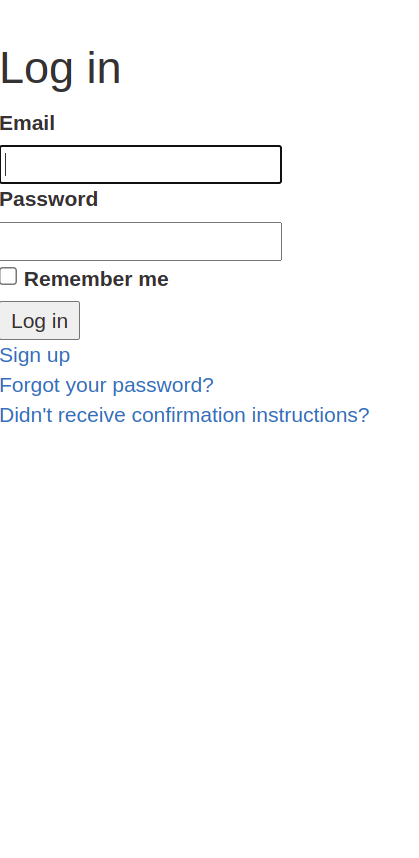 Log in
Email
Password
Remember me
Log in
Sign up
Forgot your password?
Didn't receive confirmation instructions?